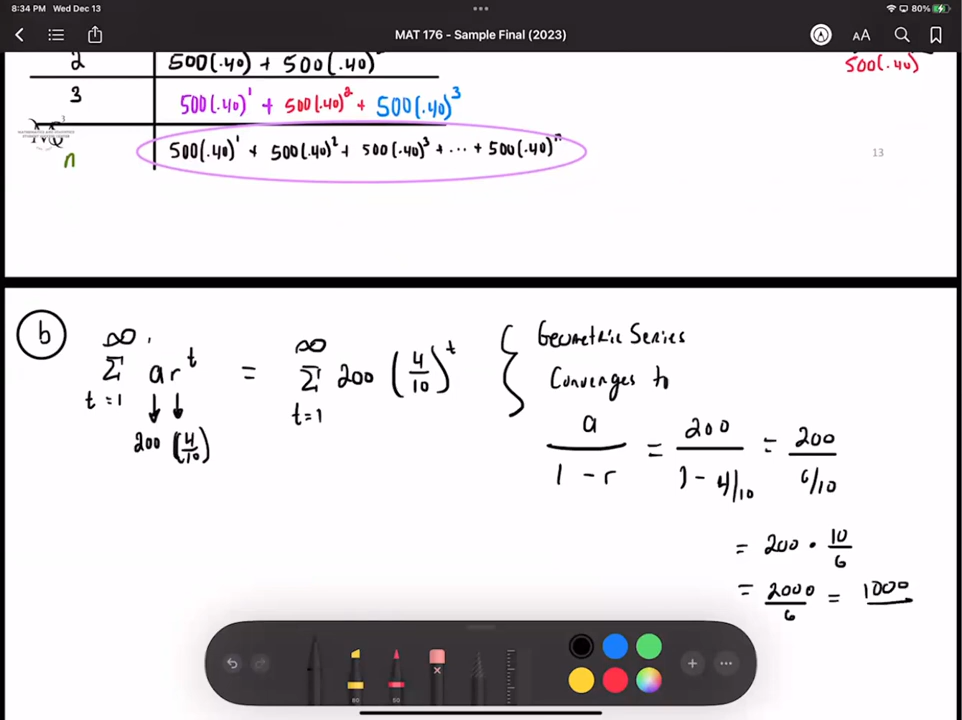 8:34 PM Wed Dec 13
80%
MAT 176 - Sample Final (2023)
AA
2 500(.40) + 500(.40)
500(.40)
3 500(.40)¹ + 500(.40)² + 500(.40)³
n 500(.40)¹ + 500(.40)² + 500(.40)³ + ... + 500(.40)ⁿ
13
b
∞ Σ t=1 ar^t = ∞ Σ t=1 200 (4/10)^t { Geometric Series
Converges to
200 (4/10)
a/(1 - r) = 200/(1 - 4/10) = 200/(6/10)
= 200 · 10/6
= 2000/6 = 1000
80 50